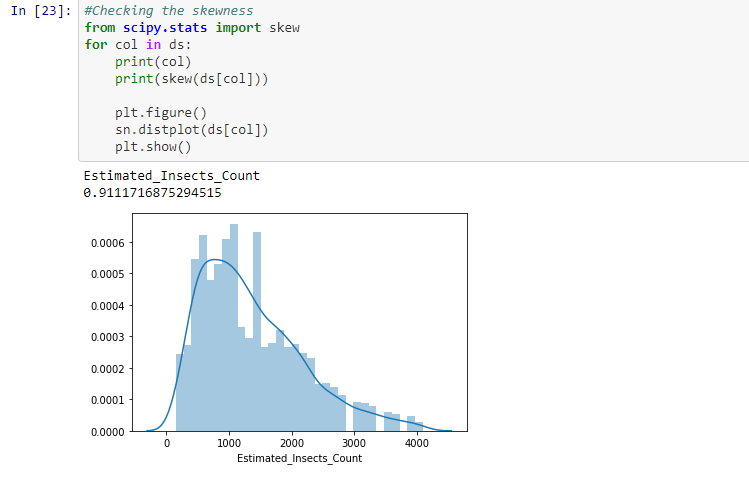 In [23]: #Checking the skewness
from scipy.stats import skew
for col in ds:
    print(col)
    print(skew(ds[col]))

    plt.figure()
    sn.distplot(ds[col])
    plt.show()
Estimated_Insects_Count
0.9111716875294515
0.0006
0.0005
0.0004
0.0003
0.0002
0.0001
0.0000
0 1000 2000 3000 4000
Estimated_Insects_Count